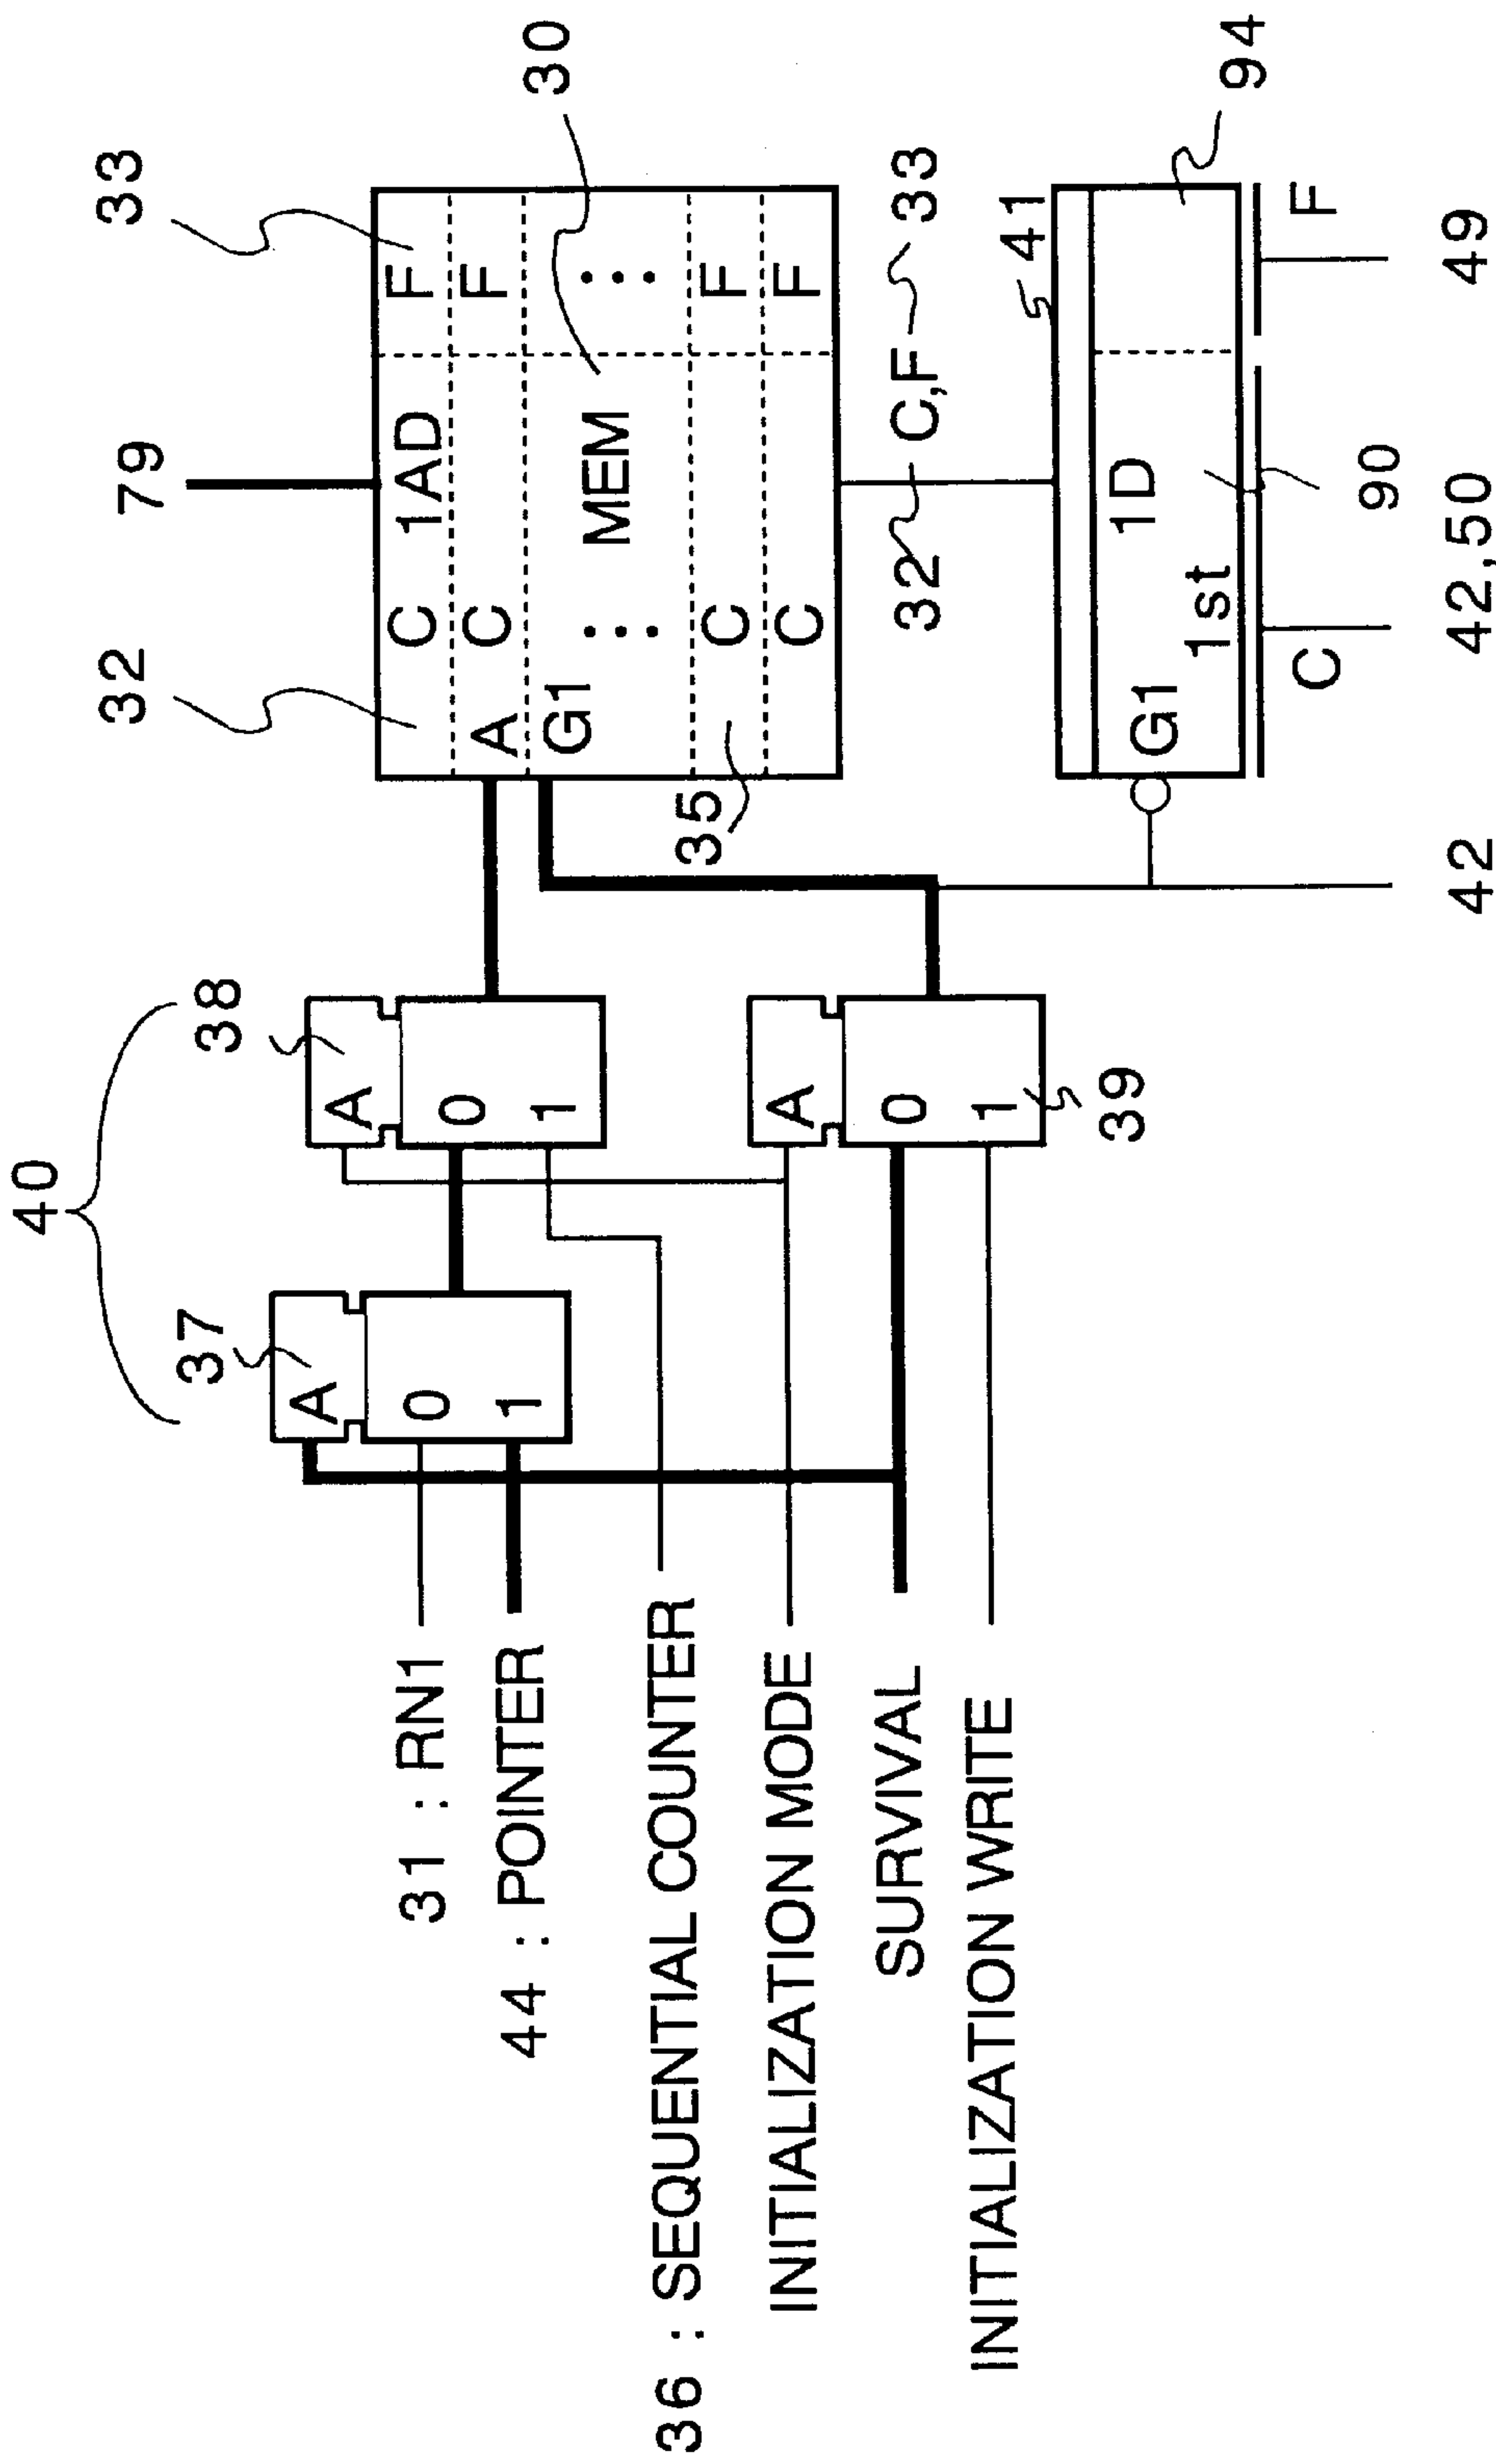 40
37
38
A
0
1
A
0
1
A
0
1
39
31 : RN1
44 : POINTER
36 : SEQUENTIAL COUNTER
INITIALIZATION MODE
SURVIVAL
INITIALIZATION WRITE
32
79
33
30
C 1AD F
A C F
G1 MEM
C F
C F
35
32 C,F 33
41
G1 1D
1st
94
C
F
90
42
42,50
49